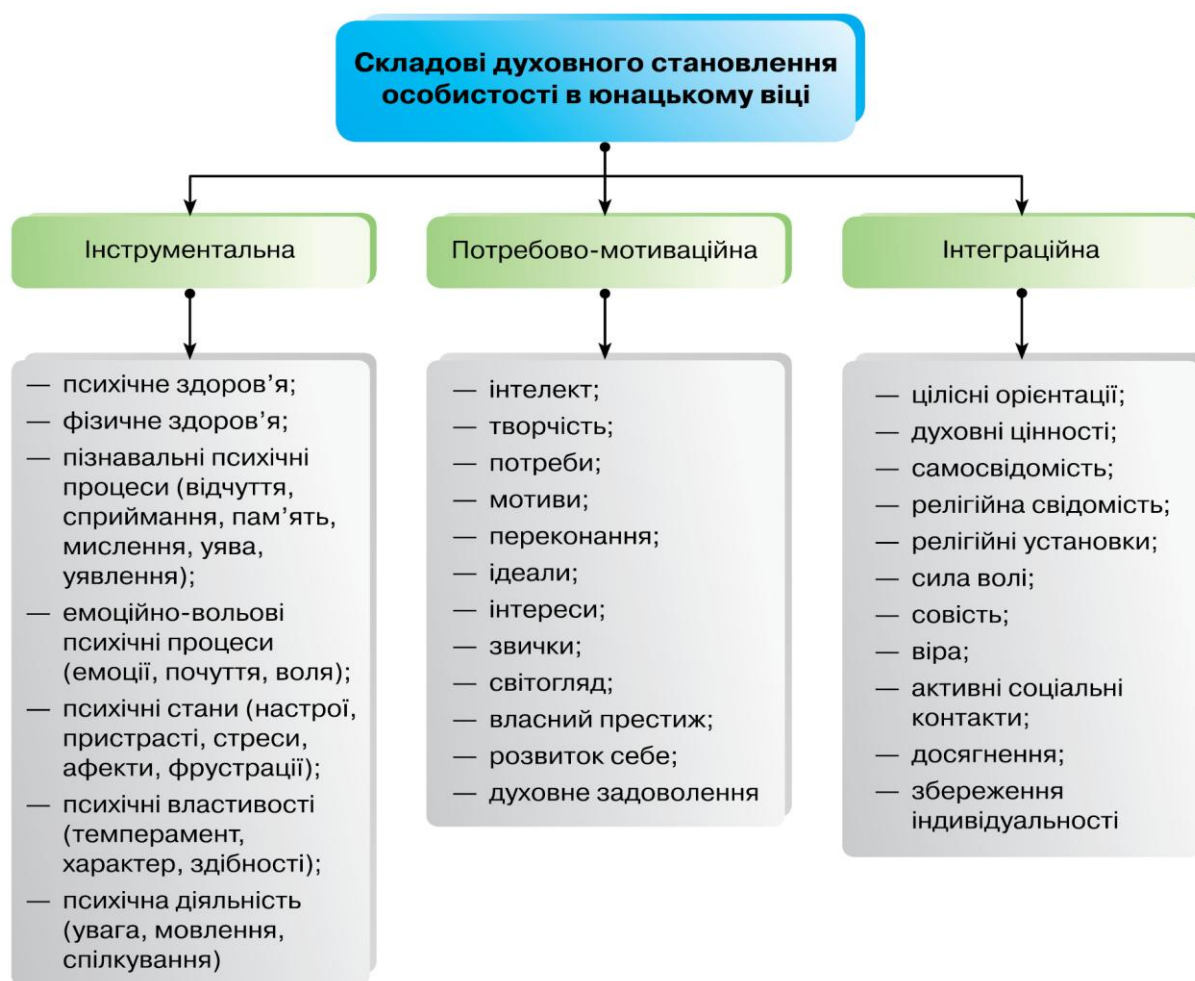 Складові духовного становлення
особистості в юнацькому віці
Інструментальна
Потребово-мотиваційна
Інтеграційна
— психічне здоров’я;
— фізичне здоров’я;
— пізнавальні психічні
процеси (відчуття,
сприймання, пам’ять,
мислення, уява,
уявлення);
— емоційно-вольові
психічні процеси
(емоції, почуття, воля);
— психічні стани (настрої,
пристрасті, стреси,
афекти, фрустрації);
— психічні властивості
(темперамент,
характер, здібності);
— психічна діяльність
(увага, мовлення,
спілкування)
— інтелект;
— творчість;
— потреби;
— мотиви;
— переконання;
— ідеали;
— інтереси;
— звички;
— світогляд;
— власний престиж;
— розвиток себе;
— духовне задоволення
— цілісні орієнтації;
— духовні цінності;
— самосвідомість;
— релігійна свідомість;
— релігійні установки;
— сила волі;
— совість;
— віра;
— активні соціальні
контакти;
— досягнення;
— збереження
індивідуальності